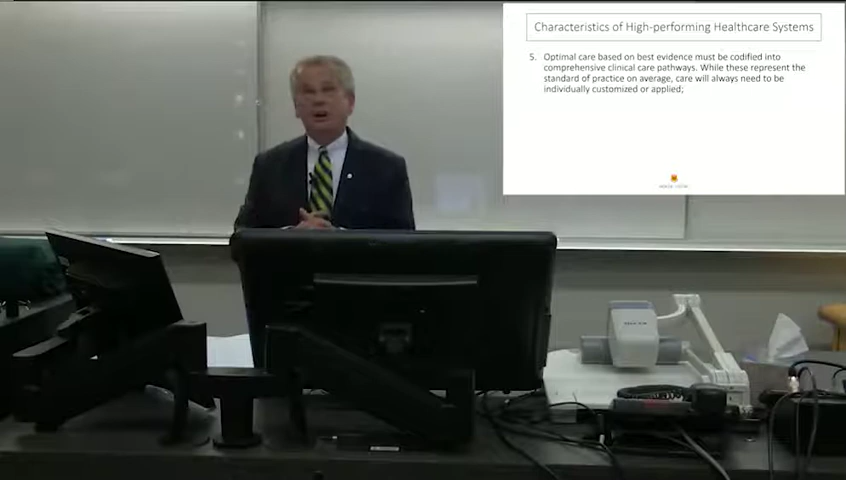 Characteristics of High-performing Healthcare Systems
5. Optimal care based on best evidence must be codified into
comprehensive clinical care pathways. While these represent the
standard of practice on average, care will always need to be
individually customized or applied;